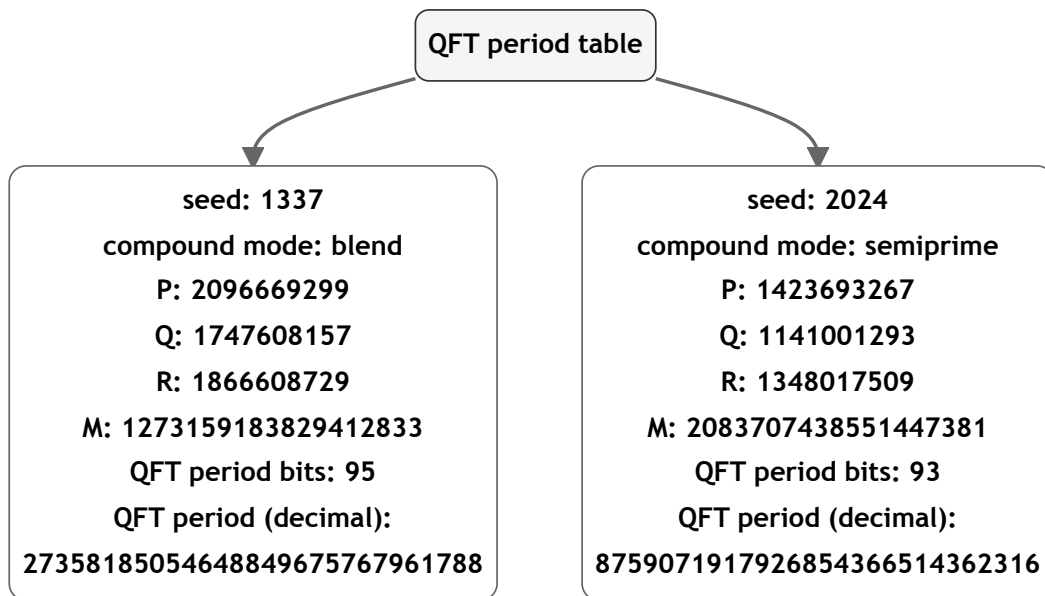 QFT period table
seed: 1337
compound mode: blend
P: 2096669299
Q: 1747608157
R: 1866608729
M: 1273159183829412833
QFT period bits: 95
QFT period (decimal):
27358185054648849675767961788
seed: 2024
compound mode: semiprime
P: 1423693267
Q: 1141001293
R: 1348017509
M: 2083707438551447381
QFT period bits: 93
QFT period (decimal):
8759071917926854366514362316